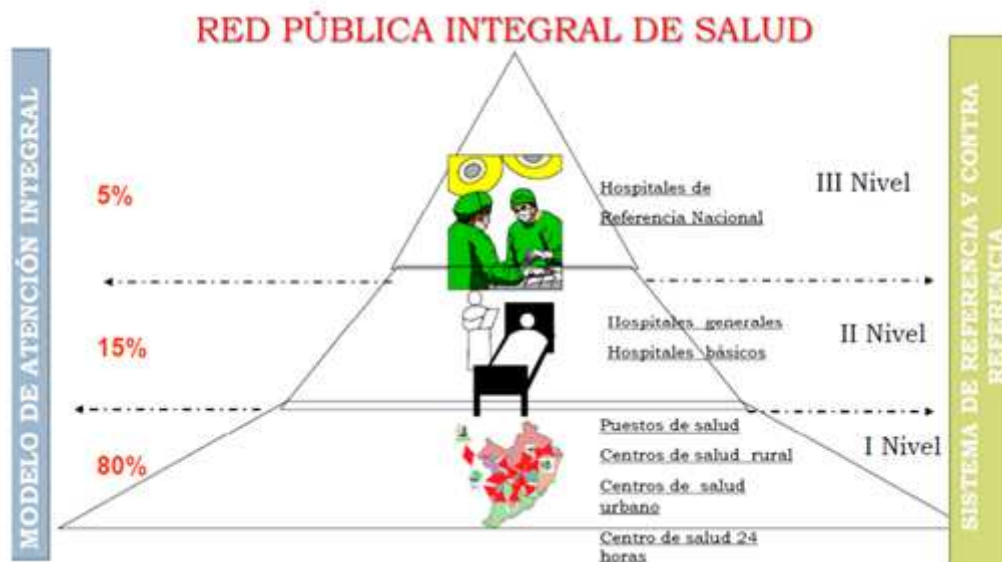 RED PÚBLICA INTEGRAL DE SALUD
MODELO DE ATENCIÓN INTEGRAL
5%
Hospitales de
Referencia Nacional
III Nivel
15%
Hospitales generales
Hospitales básicos
II Nivel
80%
Puestos de salud
Centros de salud rural
Centros de salud
urbano
Centro de salud 24
horas
I Nivel
SISTEMA DE REFERENCIA Y CONTRA
REFERENCIA